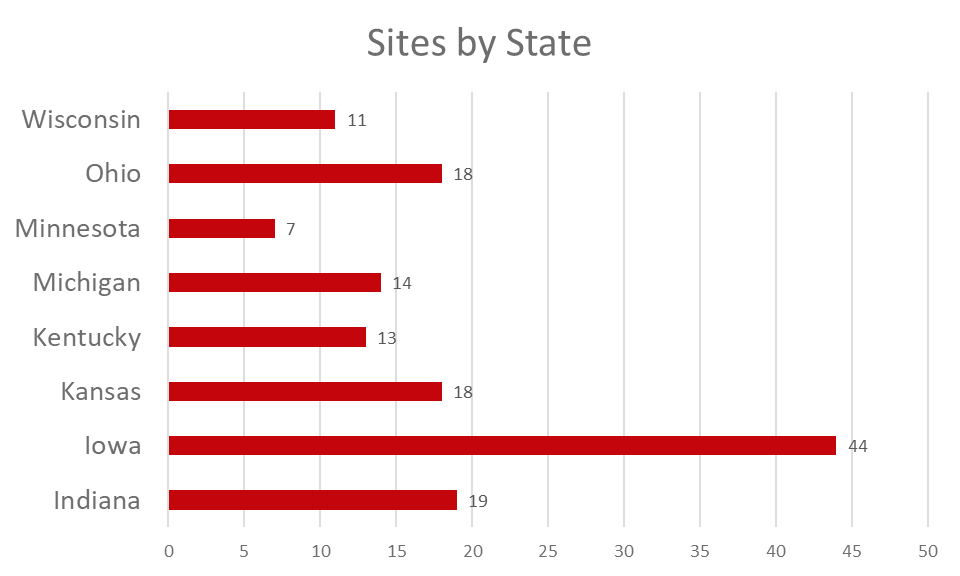 Sites by State
Wisconsin 11
Ohio 18
Minnesota 7
Michigan 14
Kentucky 13
Kansas 18
Iowa 44
Indiana 19
0 5 10 15 20 25 30 35 40 45 50